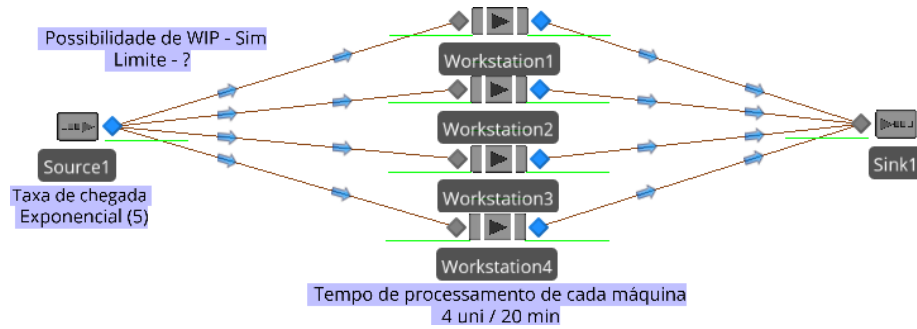 Possibilidade de WIP - Sim
Limite - ?
Workstation1
Workstation2
Source1
Sink1
Taxa de chegada
Exponencial (5)
Workstation3
Workstation4
Tempo de processamento de cada máquina
4 uni / 20 min